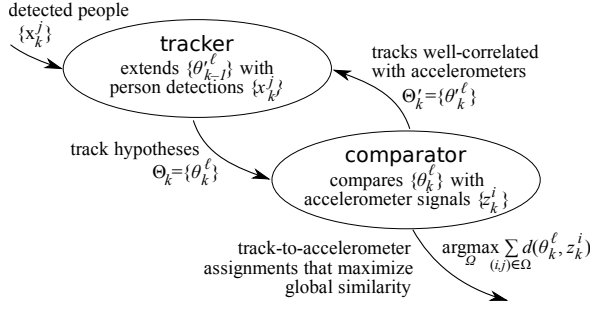 detected people
{x_k^j}
tracker
extends {θ'_{k-1}^ℓ} with
person detections {x_k^j}
tracks well-correlated
with accelerometers
Θ'_k={θ'_k^ℓ}
track hypotheses
Θ_k={θ_k^ℓ}
comparator
compares {θ_k^ℓ} with
accelerometer signals {z_k^i}
track-to-accelerometer
assignments that maximize
global similarity
argmax_Ω ∑_{(i,j)∈Ω} d(θ_k^ℓ, z_k^i)